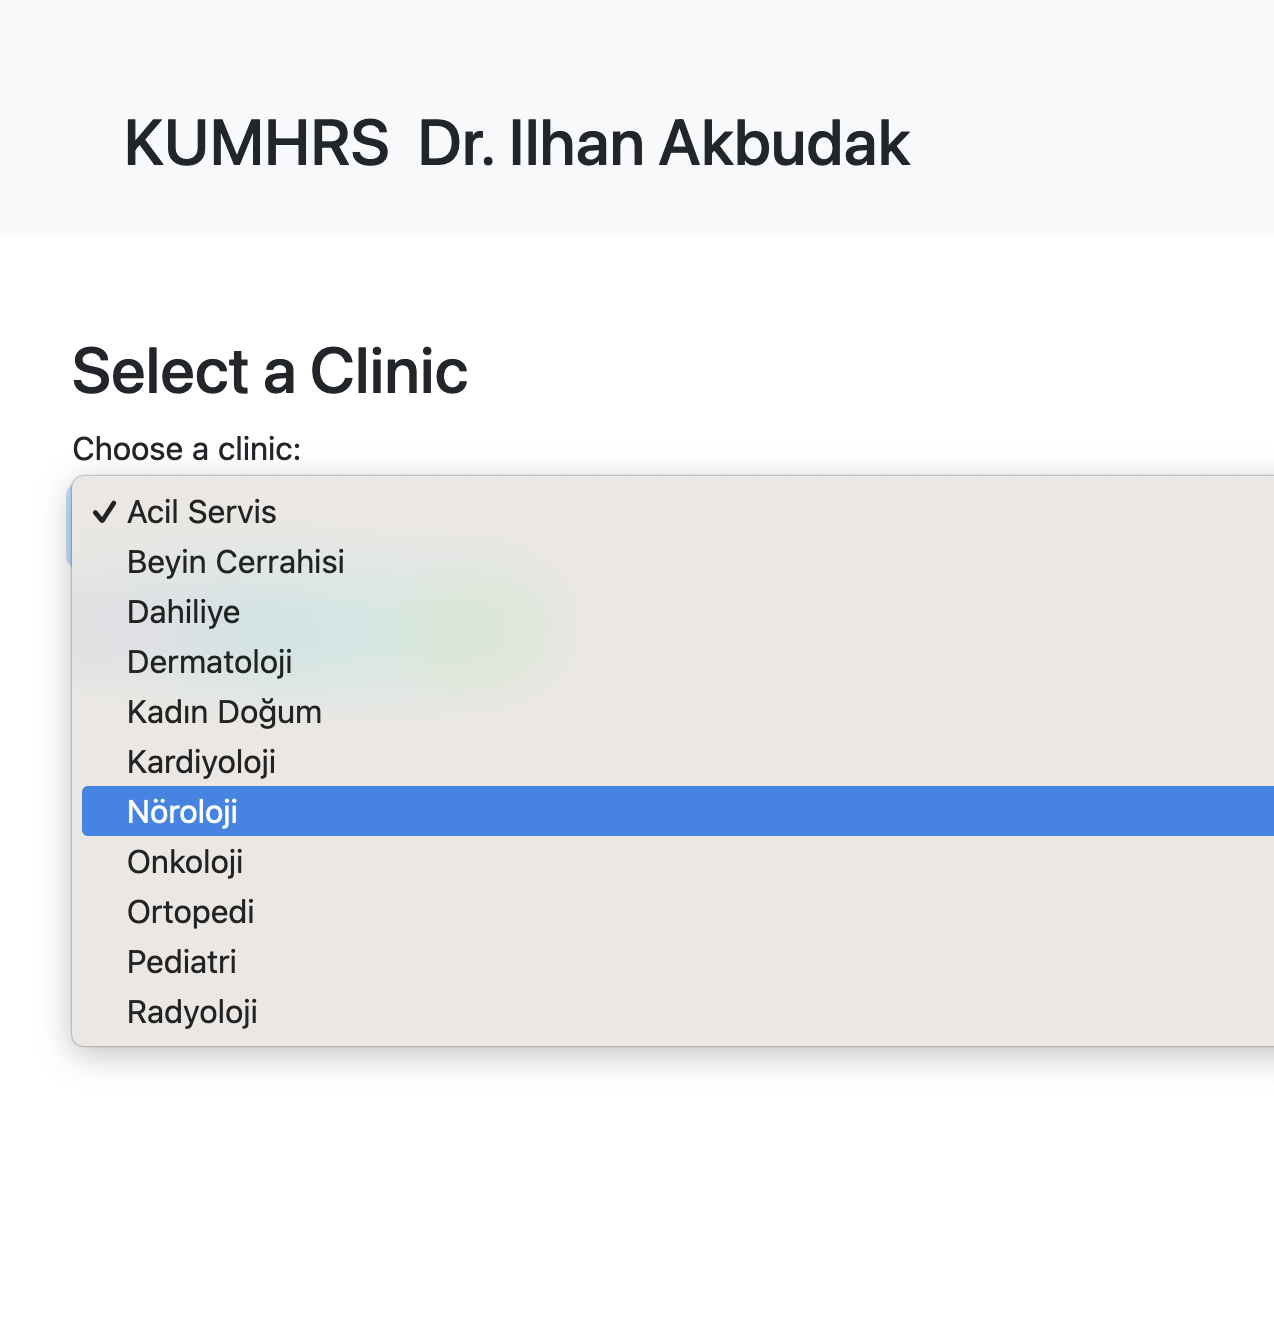 KUMHRS Dr. Ilhan Akbudak
Select a Clinic
Choose a clinic:
✓ Acil Servis
Beyin Cerrahisi
Dahiliye
Dermatoloji
Kadın Doğum
Kardiyoloji
Nöroloji
Onkoloji
Ortopedi
Pediatri
Radyoloji